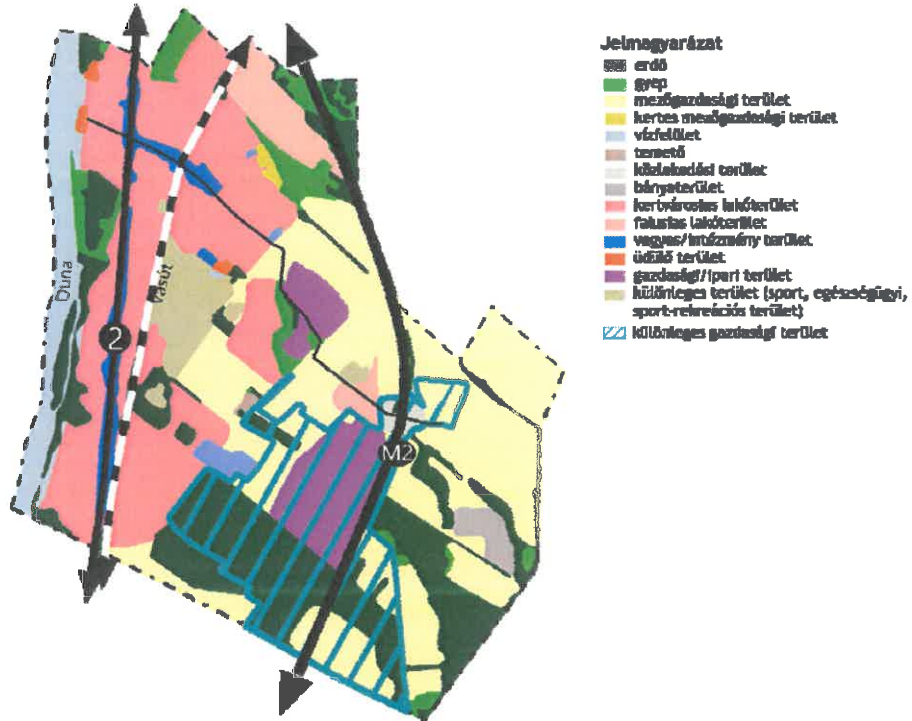 Jelmagyarázat
erdő
gyep
mezőgazdasági terület
kertes mezőgazdasági terület
vízfelület
temető
közlekedési terület
bányaterület
kertvárosias lakóterület
falusias lakóterület
vegyes/intézmény terület
üdülő terület
gazdasági/ipari terület
különleges terület (sport, egészségügyi,
sport-rekreációs terület)
különleges gazdasági terület
Duna
Vasút
2
M2